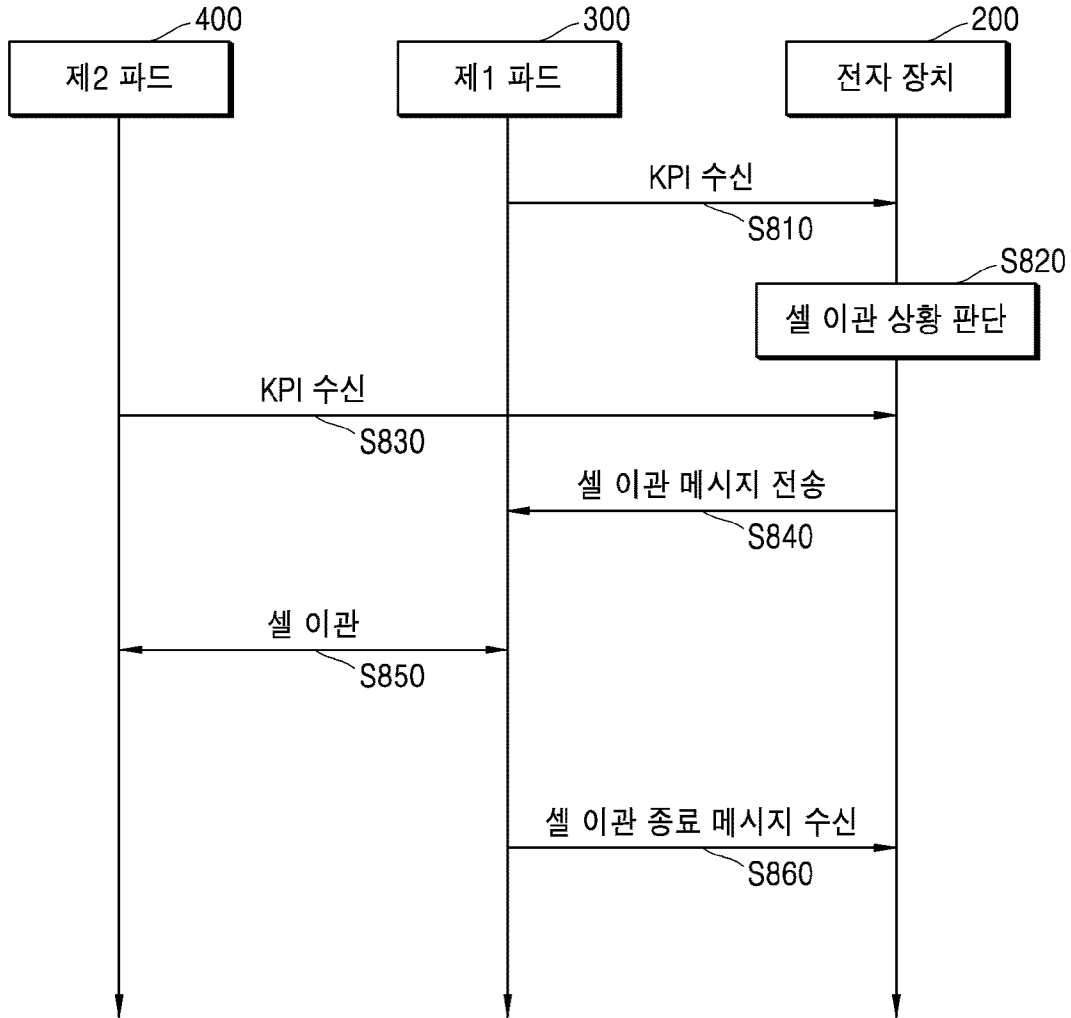 400
300
200
제2 파드
제1 파드
전자 장치
KPI 수신
S810
S820
셀 이관 상황 판단
KPI 수신
S830
셀 이관 메시지 전송
S840
셀 이관
S850
셀 이관 종료 메시지 수신
S860